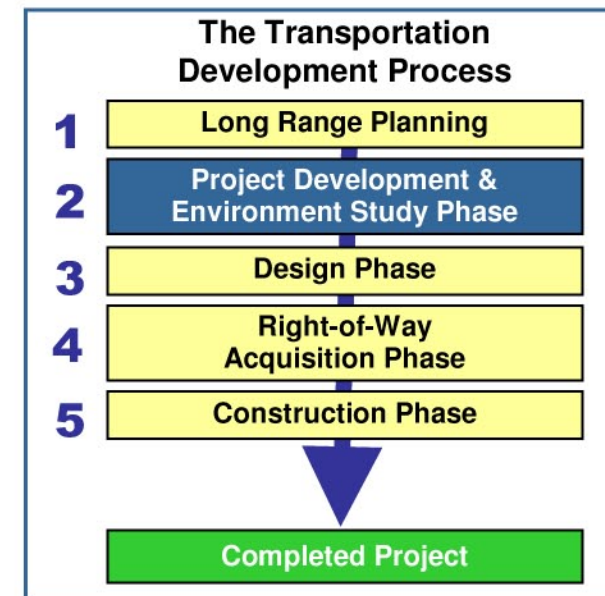 The Transportation
Development Process
1 Long Range Planning
2 Project Development &
Environment Study Phase
3 Design Phase
4 Right-of-Way
Acquisition Phase
5 Construction Phase
Completed Project